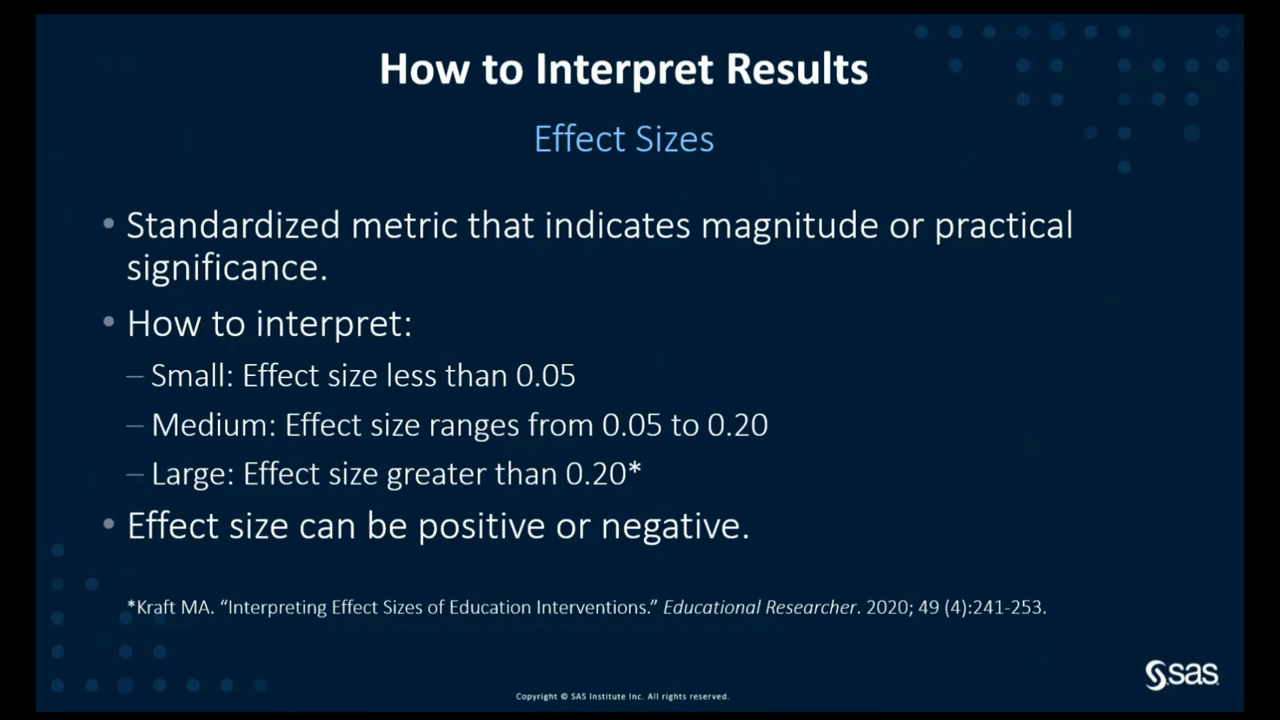 How to Interpret Results
Effect Sizes
• Standardized metric that indicates magnitude or practical
significance.
• How to interpret:
– Small: Effect size less than 0.05
– Medium: Effect size ranges from 0.05 to 0.20
– Large: Effect size greater than 0.20*
• Effect size can be positive or negative.
*Kraft MA. “Interpreting Effect Sizes of Education Interventions.” Educational Researcher. 2020; 49 (4):241-253.
sas
Copyright © SAS Institute Inc. All rights reserved.